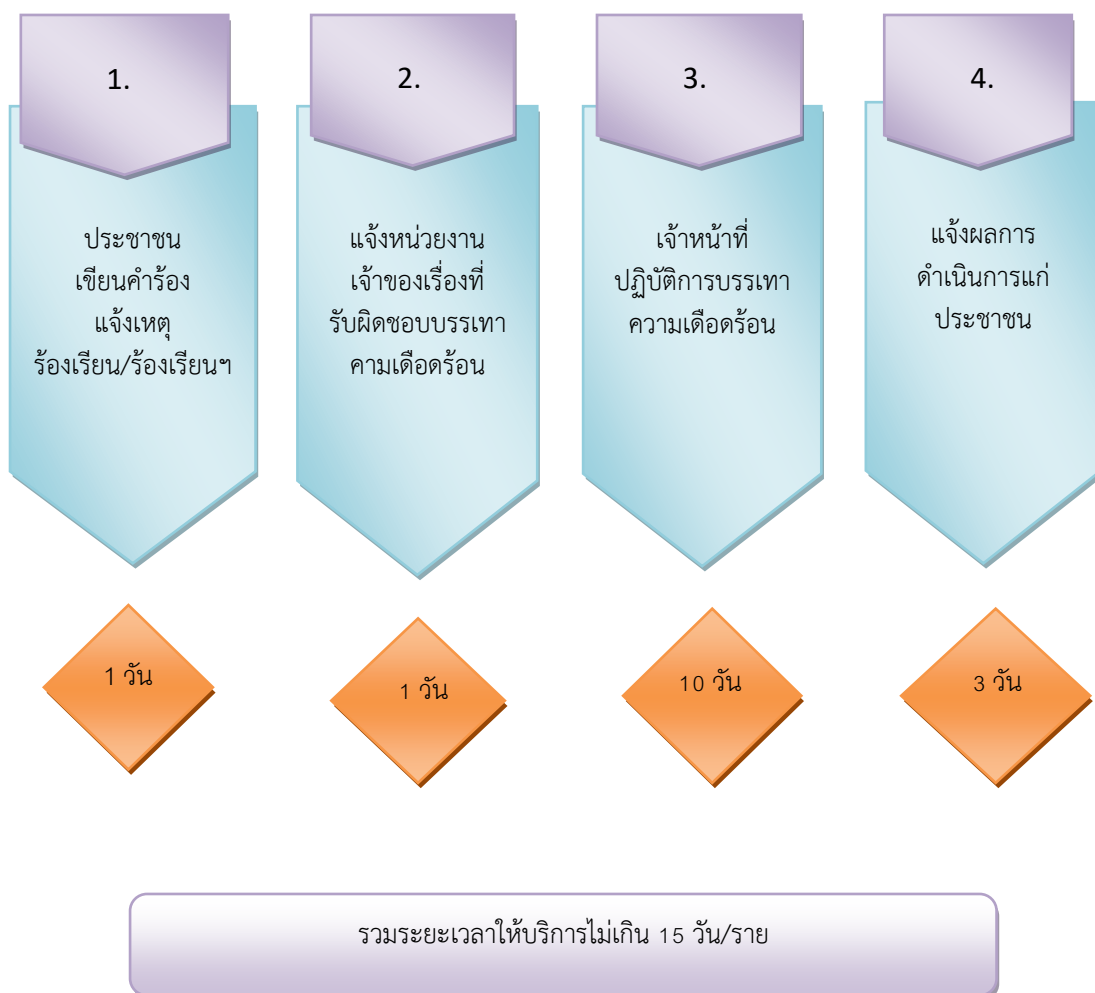 1.
ประชาชน
เขียนคำร้อง
แจ้งเหตุ
ร้องเรียน/ร้องเรียนฯ
2.
แจ้งหน่วยงาน
เจ้าของเรื่องที่
รับผิดชอบบรรเทา
คามเดือดร้อน
3.
เจ้าหน้าที่
ปฏิบัติการบรรเทา
ความเดือดร้อน
4.
แจ้งผลการ
ดำเนินการแก่
ประชาชน
1 วัน
1 วัน
10 วัน
3 วัน
รวมระยะเวลาให้บริการไม่เกิน 15 วัน/ราย